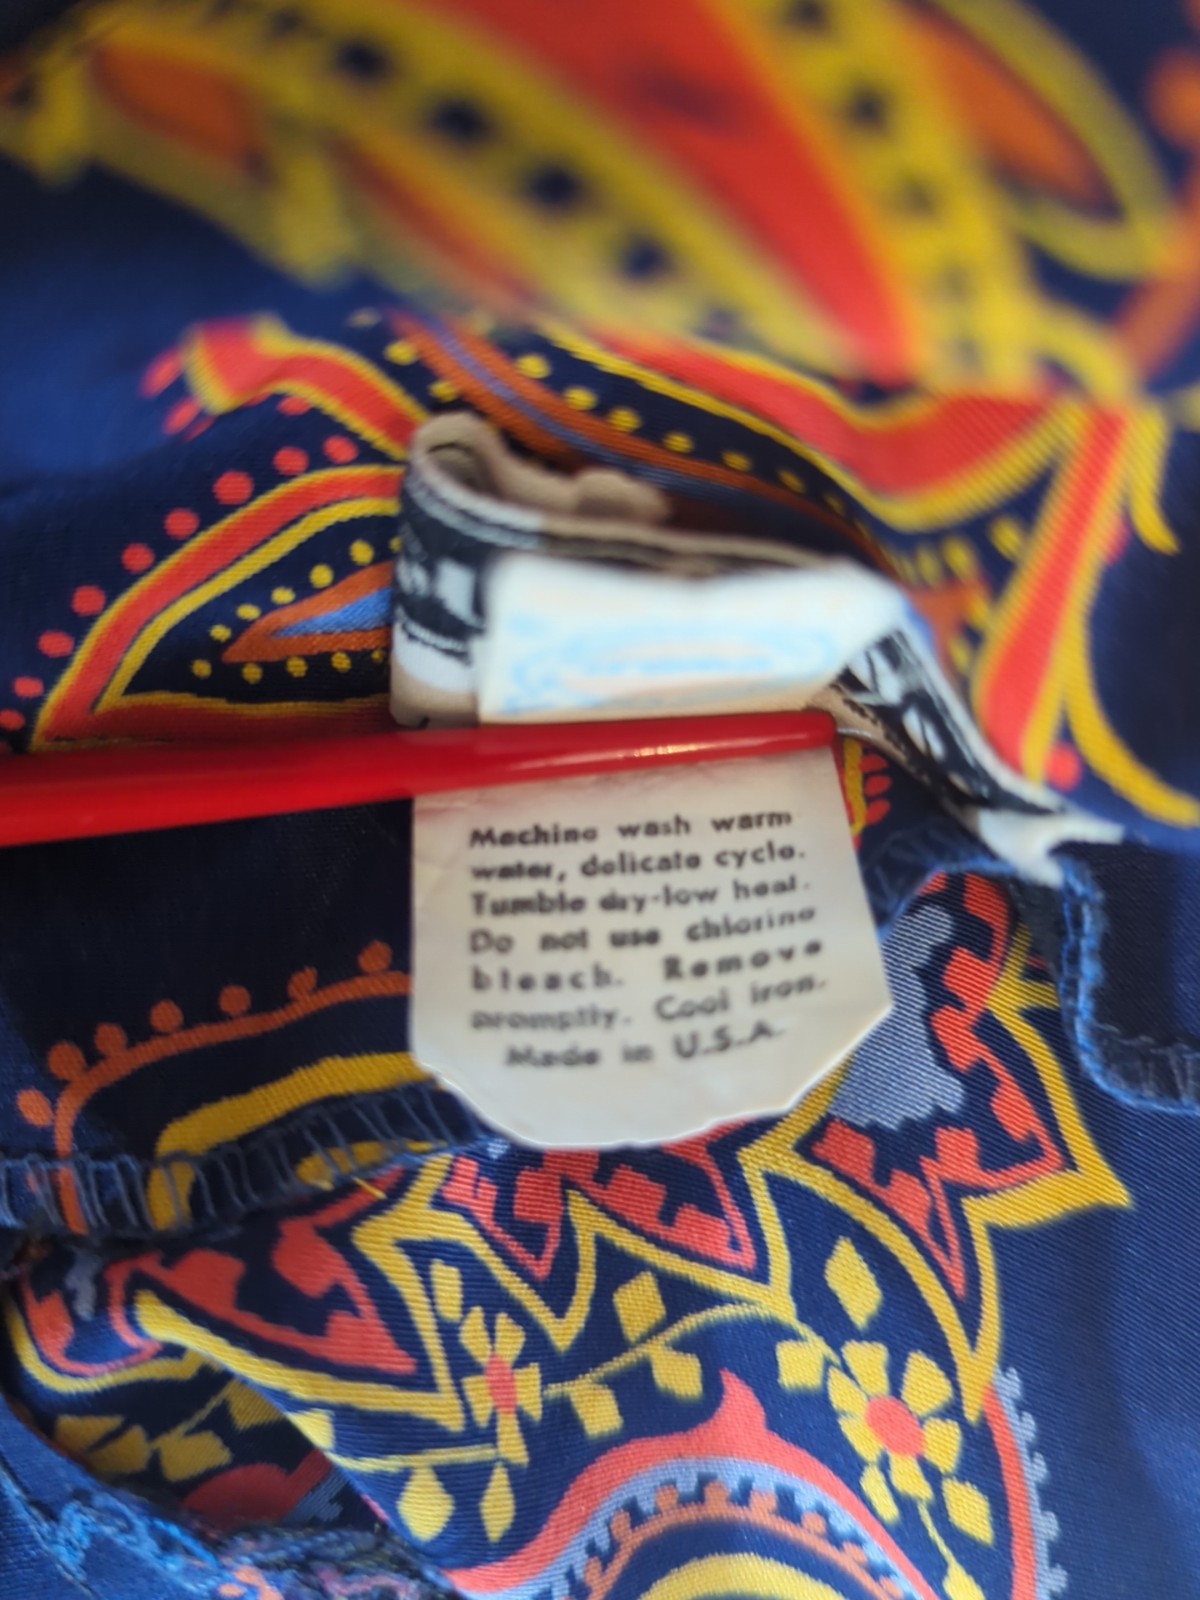 Machine wash warm
water, delicate cycle.
Tumble dry-low heat.
Do not use chlorine
bleach. Remove
promptly. Cool iron.
Made in U.S.A.